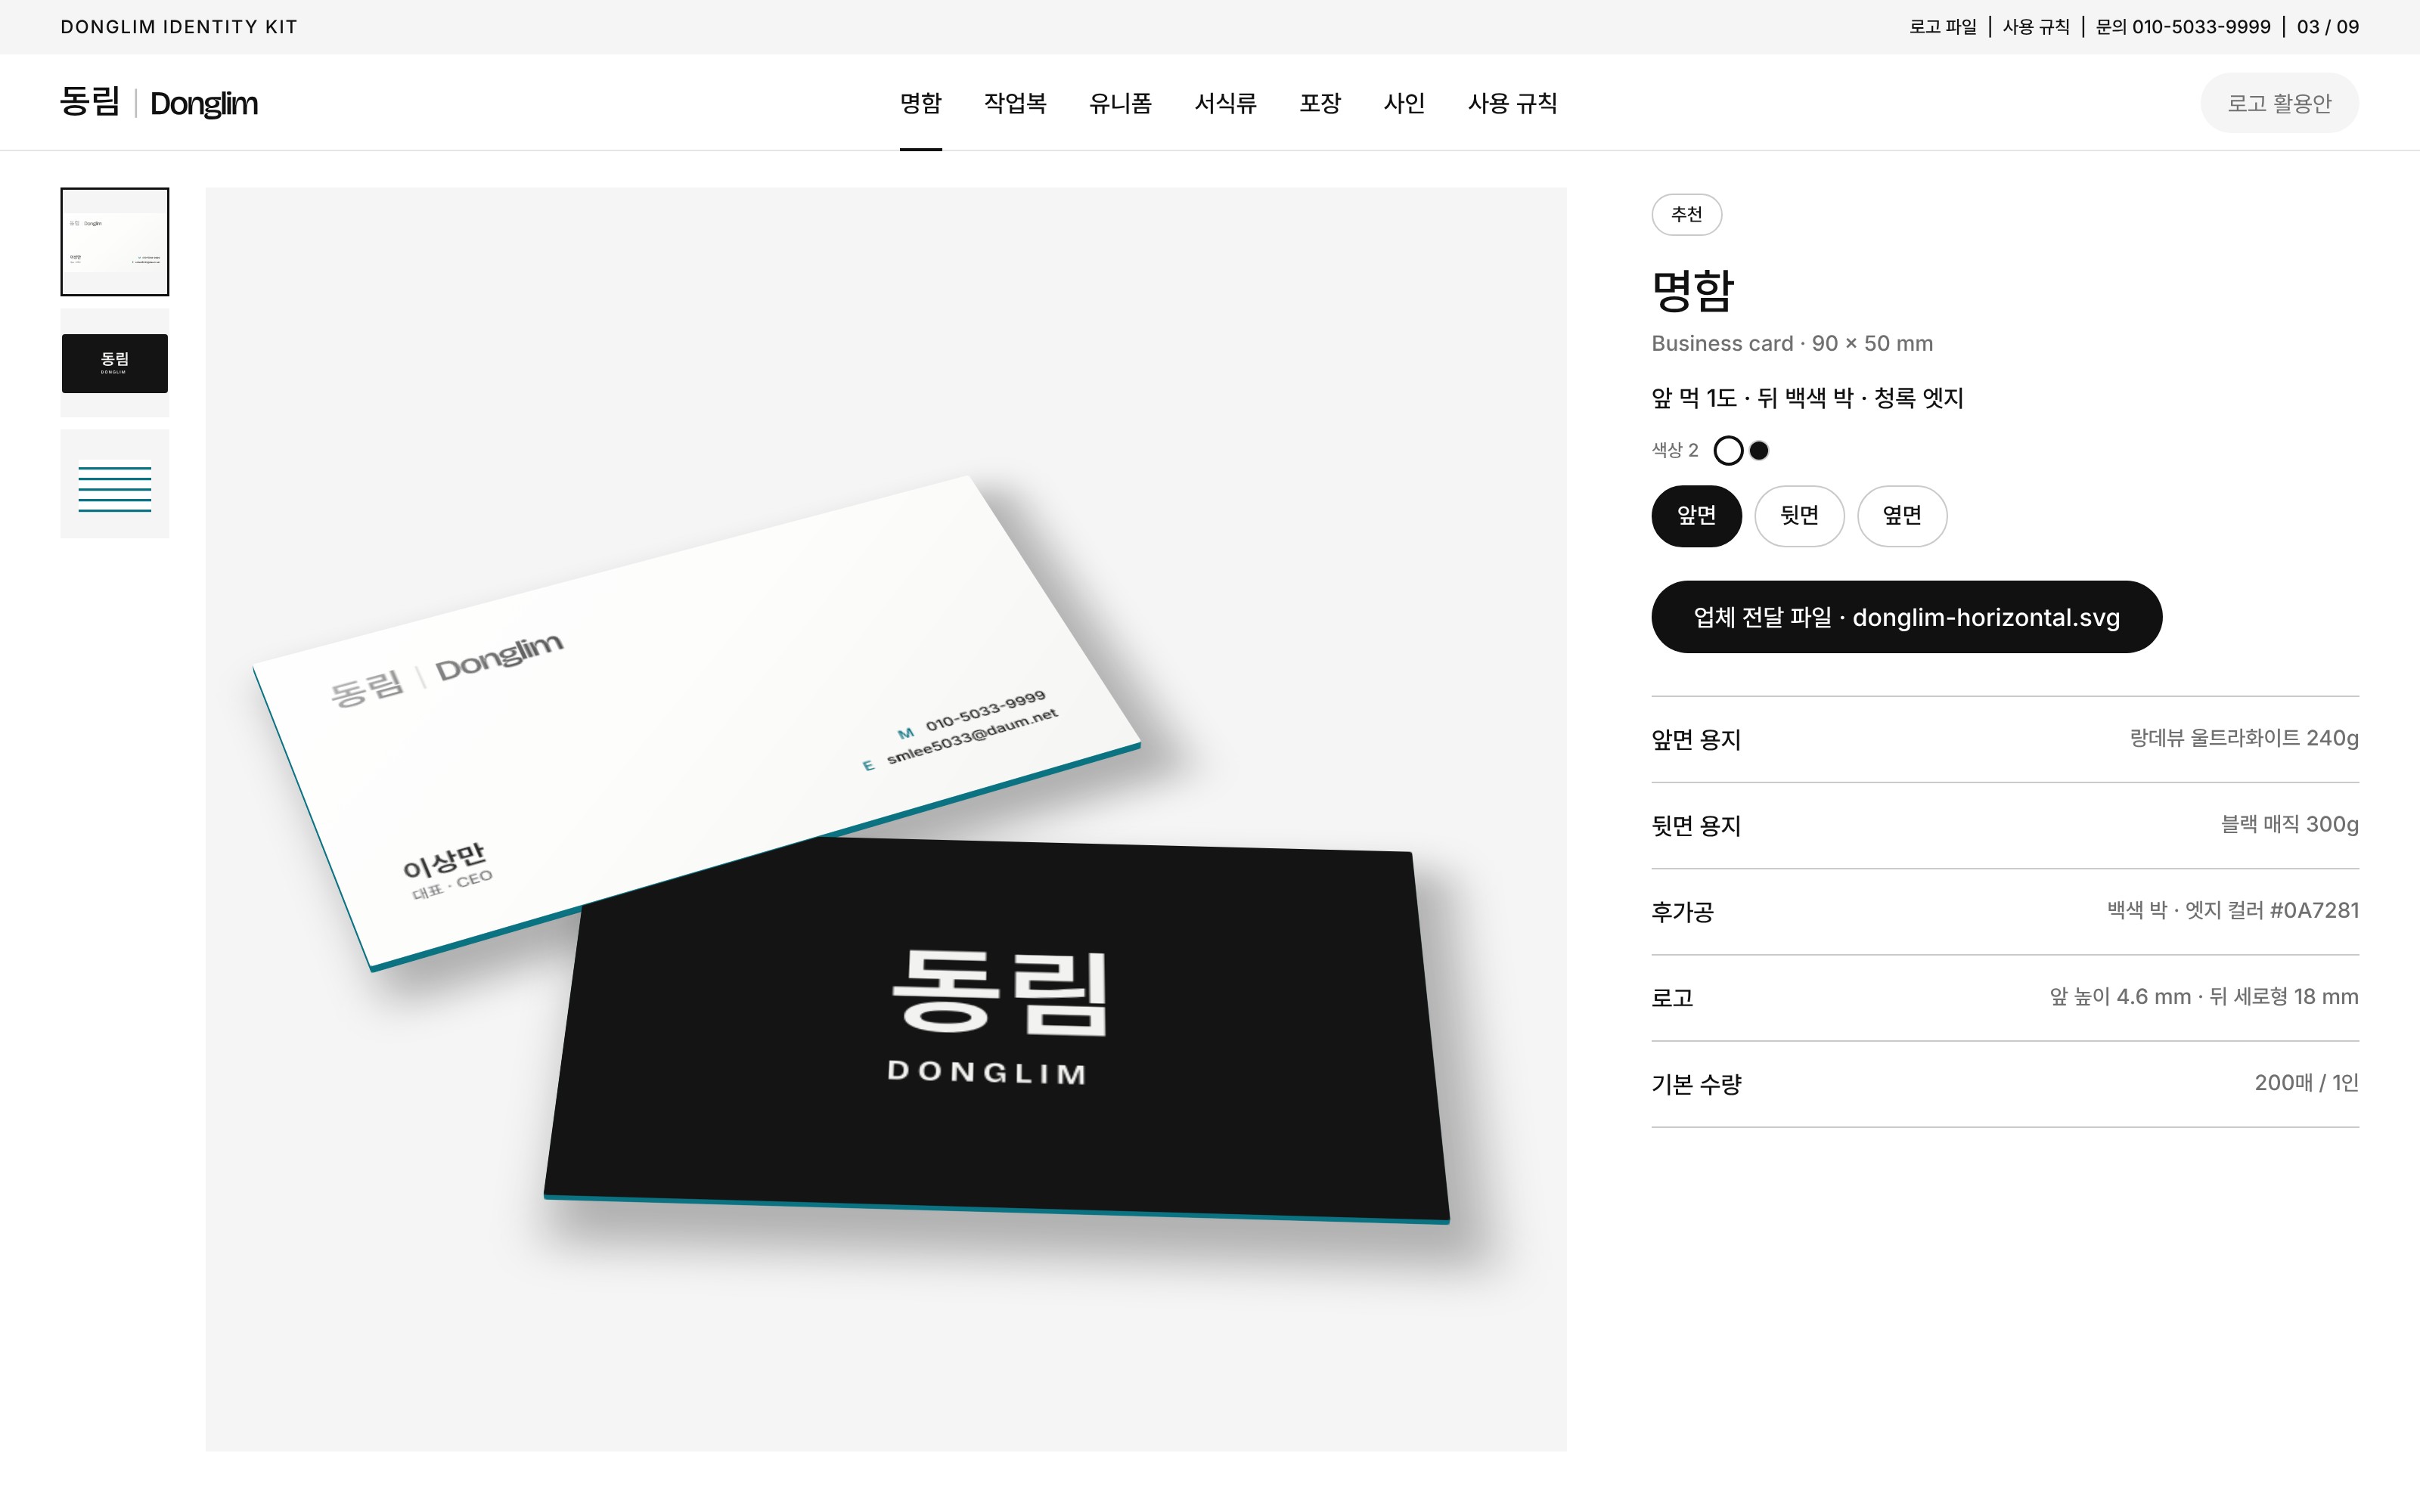 DONGLIM IDENTITY KIT
로고 파일 | 사용 규칙 | 문의 010-5033-9999 | 03 / 09
동림 | Donglim
명함 작업복 유니폼 서식류 포장 사인 사용 규칙
로고 활용안
동림 Donglim
이상만
동림
DONGLIM
동림 | Donglim
M 010-5033-9999
E smlee5033@daum.net
이상만
대표 · CEO
동림
DONGLIM
추천
명함
Business card · 90 × 50 mm
앞 먹 1도 · 뒤 백색 박 · 청록 엣지
색상 2
앞면 뒷면 옆면
업체 전달 파일 · donglim-horizontal.svg
앞면 용지 랑데뷰 울트라화이트 240g
뒷면 용지 블랙 매직 300g
후가공 백색 박 · 엣지 컬러 #0A7281
로고 앞 높이 4.6 mm · 뒤 세로형 18 mm
기본 수량 200매 / 1인